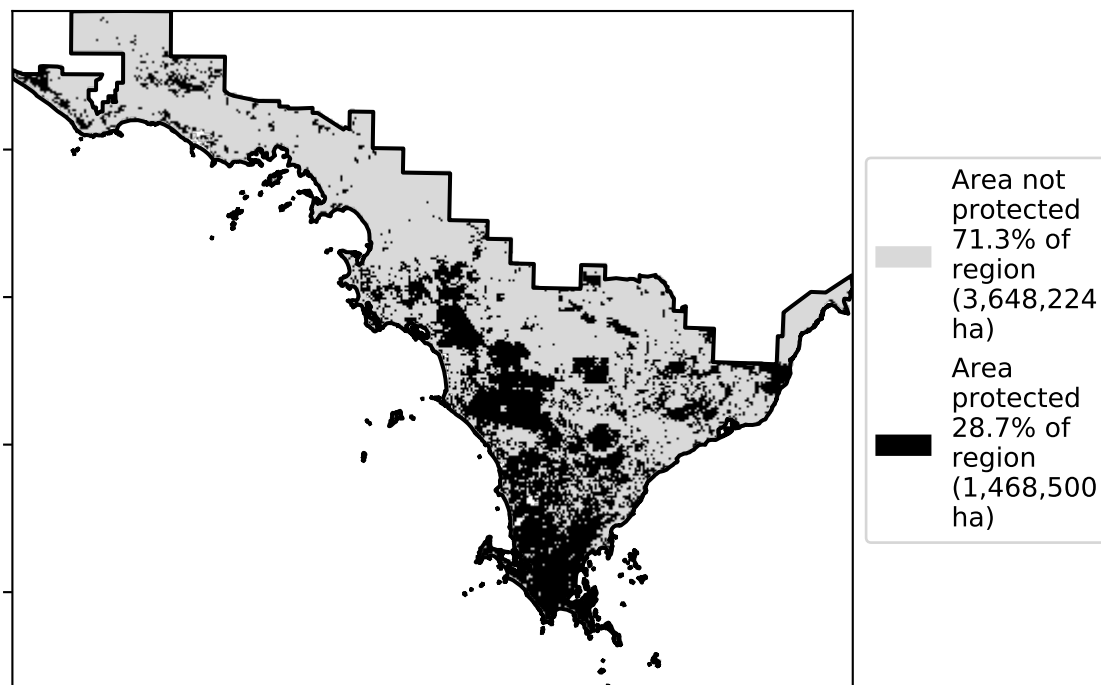 Area not
protected
71.3% of
region
(3,648,224
ha)
Area
protected
28.7% of
region
(1,468,500
ha)